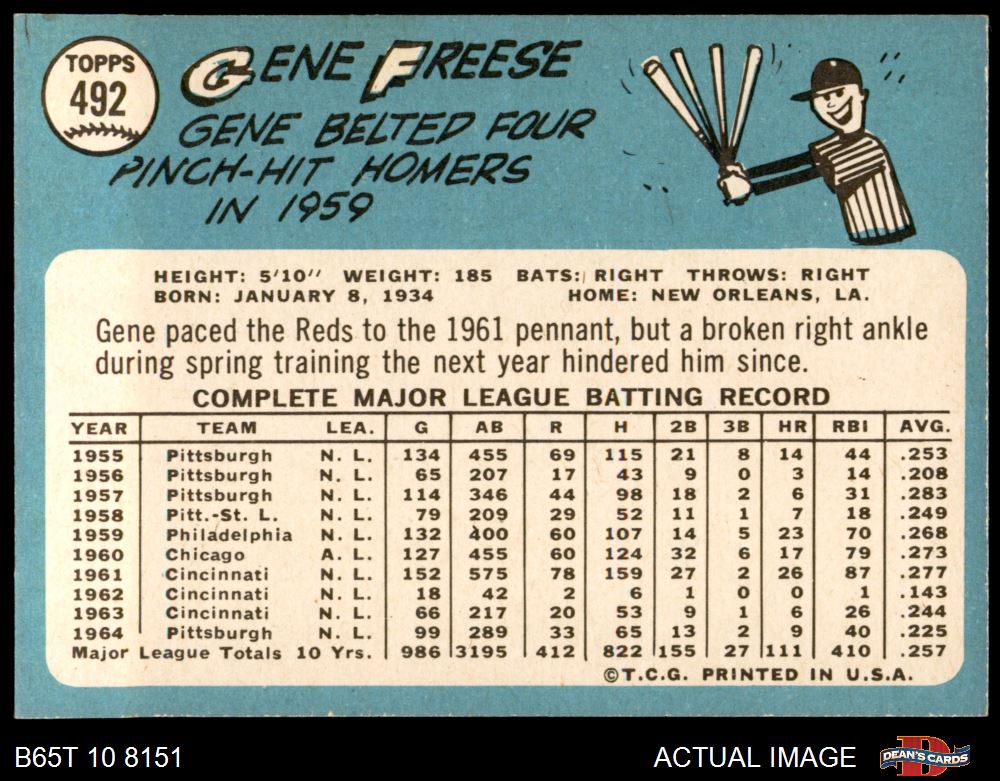 TOPPS
492
GENE FREESE
GENE BELTED FOUR
PINCH-HIT HOMERS
IN 1959
HEIGHT: 5'10" WEIGHT: 185 BATS: RIGHT THROWS: RIGHT
BORN: JANUARY 8, 1934 HOME: NEW ORLEANS, LA.
Gene paced the Reds to the 1961 pennant, but a broken right ankle
during spring training the next year hindered him since.
COMPLETE MAJOR LEAGUE BATTING RECORD
YEAR TEAM LEA. G AB R H 2B 3B HR RBI AVG.
1955 Pittsburgh N. L. 134 455 69 115 21 8 14 44 .253
1956 Pittsburgh N. L. 65 207 17 43 9 0 3 14 .208
1957 Pittsburgh N. L. 114 346 44 98 18 2 6 31 .283
1958 Pitt.-St. L. N. L. 79 209 29 52 11 1 7 18 .249
1959 Philadelphia N. L. 132 400 60 107 14 5 23 70 .268
1960 Chicago A. L. 127 455 60 124 32 6 17 79 .273
1961 Cincinnati N. L. 152 575 78 159 27 2 26 87 .277
1962 Cincinnati N. L. 18 42 2 6 1 0 0 1 .143
1963 Cincinnati N. L. 66 217 20 53 9 1 6 26 .244
1964 Pittsburgh N. L. 99 289 33 65 13 2 9 40 .225
Major League Totals 10 Yrs. 986 3195 412 822 155 27 111 410 .257
©T.C.G. PRINTED IN U.S.A.
B65T 10 8151
ACTUAL IMAGE
DEAN'S CARDS